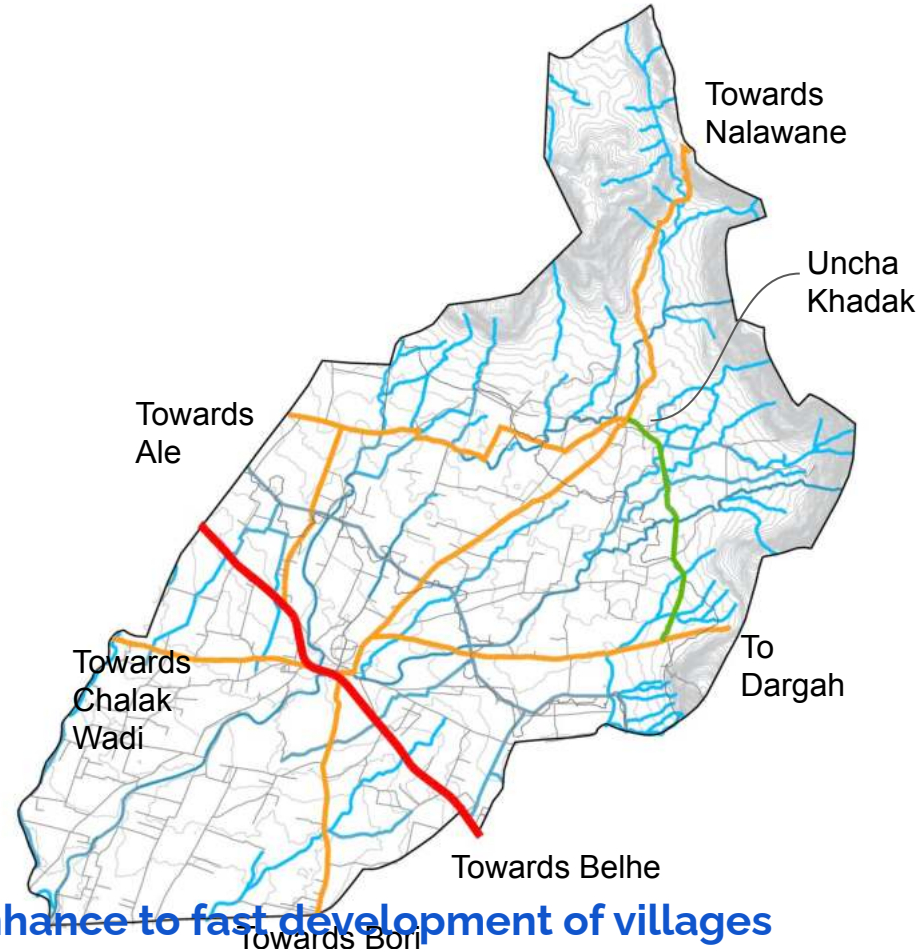 Towards
Nalawane
Uncha
Khadak
Towards
Ale
Towards
Chalak
Wadi
To
Dargah
Towards Belhe
nhance to fast development of villages
Towards Bori